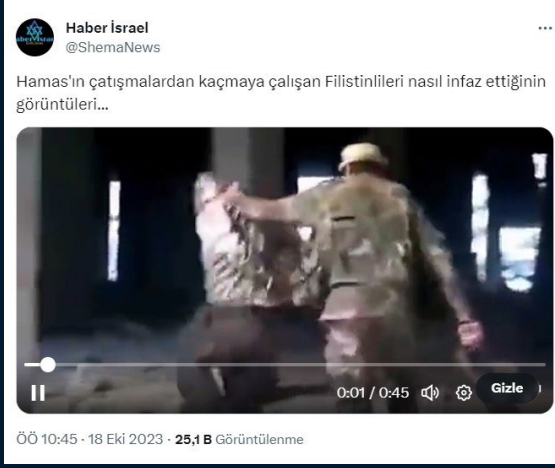 Haber İsrael
@ShemaNews
Hamas'ın çatışmalardan kaçmaya çalışan Filistinlileri nasıl infaz ettiğinin
görüntüleri...
0:01 / 0:45
Gizle
ÖÖ 10:45 · 18 Eki 2023 · 25,1 B Görüntülenme